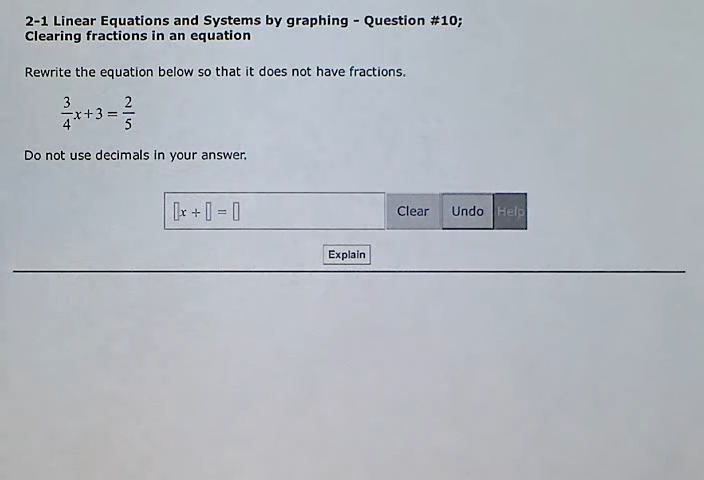 2-1 Linear Equations and Systems by graphing - Question #10;
Clearing fractions in an equation
Rewrite the equation below so that it does not have fractions.
3/4 x + 3 = 2/5
Do not use decimals in your answer.
[]x + [] = []
Clear Undo Help
Explain